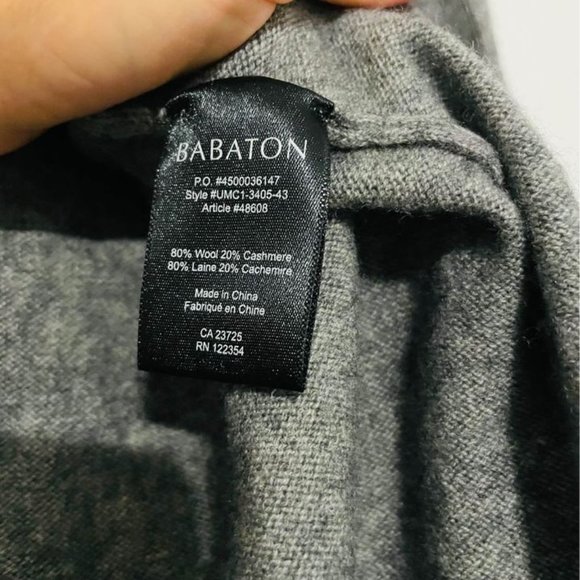 BABATON
P.O. #4500036147
Style #UMC1-3405-43
Article #48608
80% Wool 20% Cashmere
80% Laine 20% Cachemire
Made in China
Fabriqué en Chine
CA 23725
RN 122354